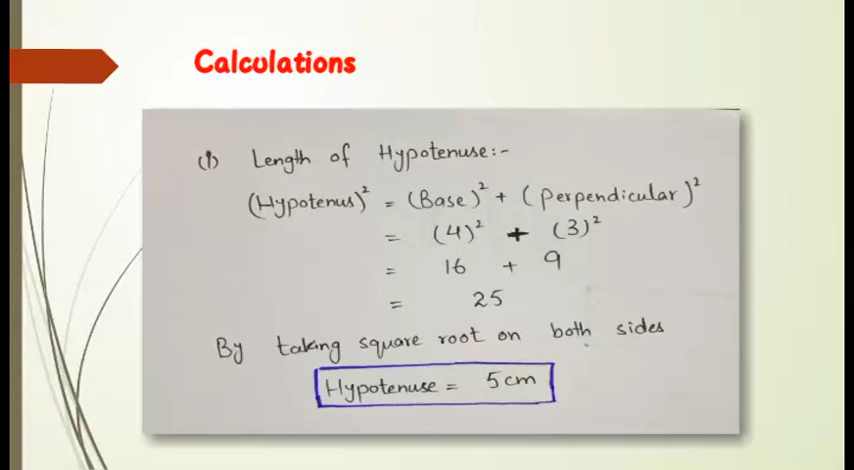 Calculations
(1) Length of Hypotenuse:-
(Hypotenus)² = (Base)² + (Perpendicular)²
= (4)² + (3)²
= 16 + 9
= 25
By taking square root on both sides
Hypotenuse = 5cm